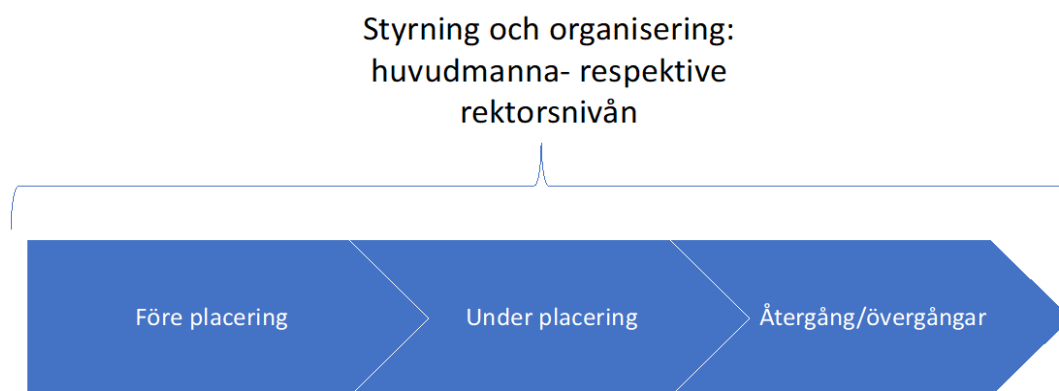 Styrning och organisering:
huvudmanna- respektive
rektorsnivån
Före placering
Under placering
Återgång/övergångar